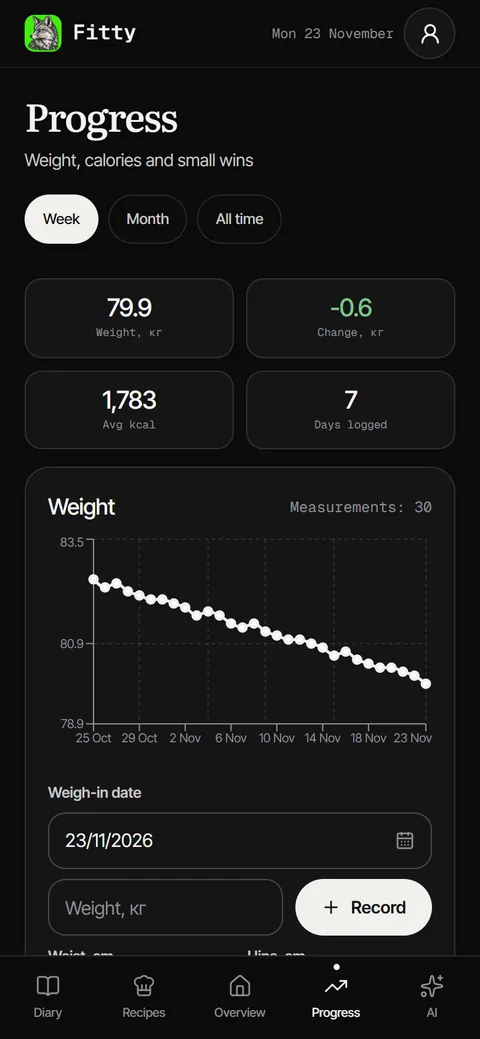 Fitty
Mon 23 November
Progress
Weight, calories and small wins
Week
Month
All time
79.9
Weight, кг
-0.6
Change, кг
1,783
Avg kcal
7
Days logged
Weight
Measurements: 30
83.5
80.9
78.9
25 Oct
29 Oct
2 Nov
6 Nov
10 Nov
14 Nov
18 Nov
23 Nov
Weigh-in date
23/11/2026
Weight, кг
Record
Diary
Recipes
Overview
Progress
AI